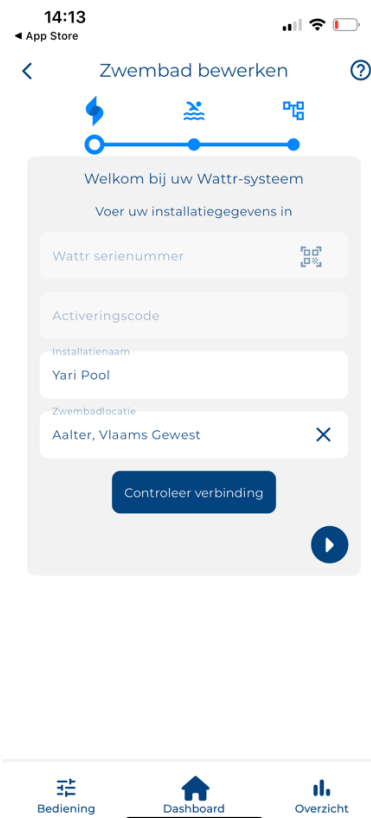 14:13
◀ App Store
Zwembad bewerken
Welkom bij uw Wattr-systeem
Voer uw installatiegegevens in
Wattr serienummer
Activeringscode
Installatienaam
Yari Pool
Zwembadlocatie
Aalter, Vlaams Gewest
Controleer verbinding
Bediening Dashboard Overzicht